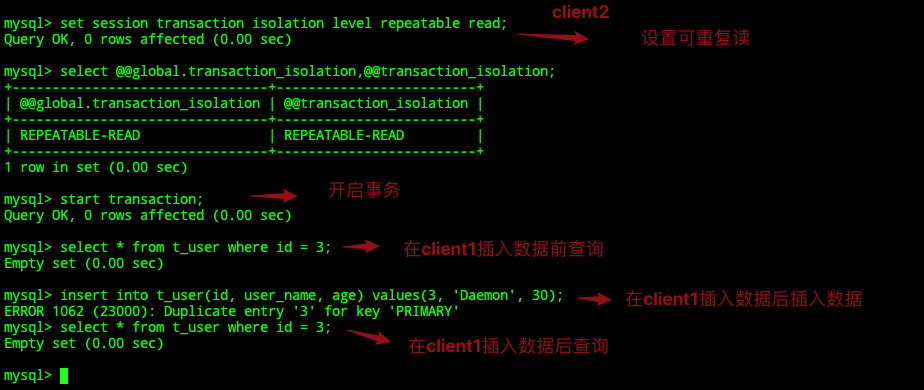 client2
mysql> set session transaction isolation level repeatable read;
Query OK, 0 rows affected (0.00 sec)
设置可重复读
mysql> select @@global.transaction_isolation,@@transaction_isolation;
+--------------------------------+-------------------------+
| @@global.transaction_isolation | @@transaction_isolation |
+--------------------------------+-------------------------+
| REPEATABLE-READ                | REPEATABLE-READ         |
+--------------------------------+-------------------------+
1 row in set (0.00 sec)
mysql> start transaction;
开启事务
Query OK, 0 rows affected (0.00 sec)
mysql> select * from t_user where id = 3;
在client1插入数据前查询
Empty set (0.00 sec)
mysql> insert into t_user(id, user_name, age) values(3, 'Daemon', 30);
在client1插入数据后插入数据
ERROR 1062 (23000): Duplicate entry '3' for key 'PRIMARY'
mysql> select * from t_user where id = 3;
在client1插入数据后查询
Empty set (0.00 sec)
mysql>